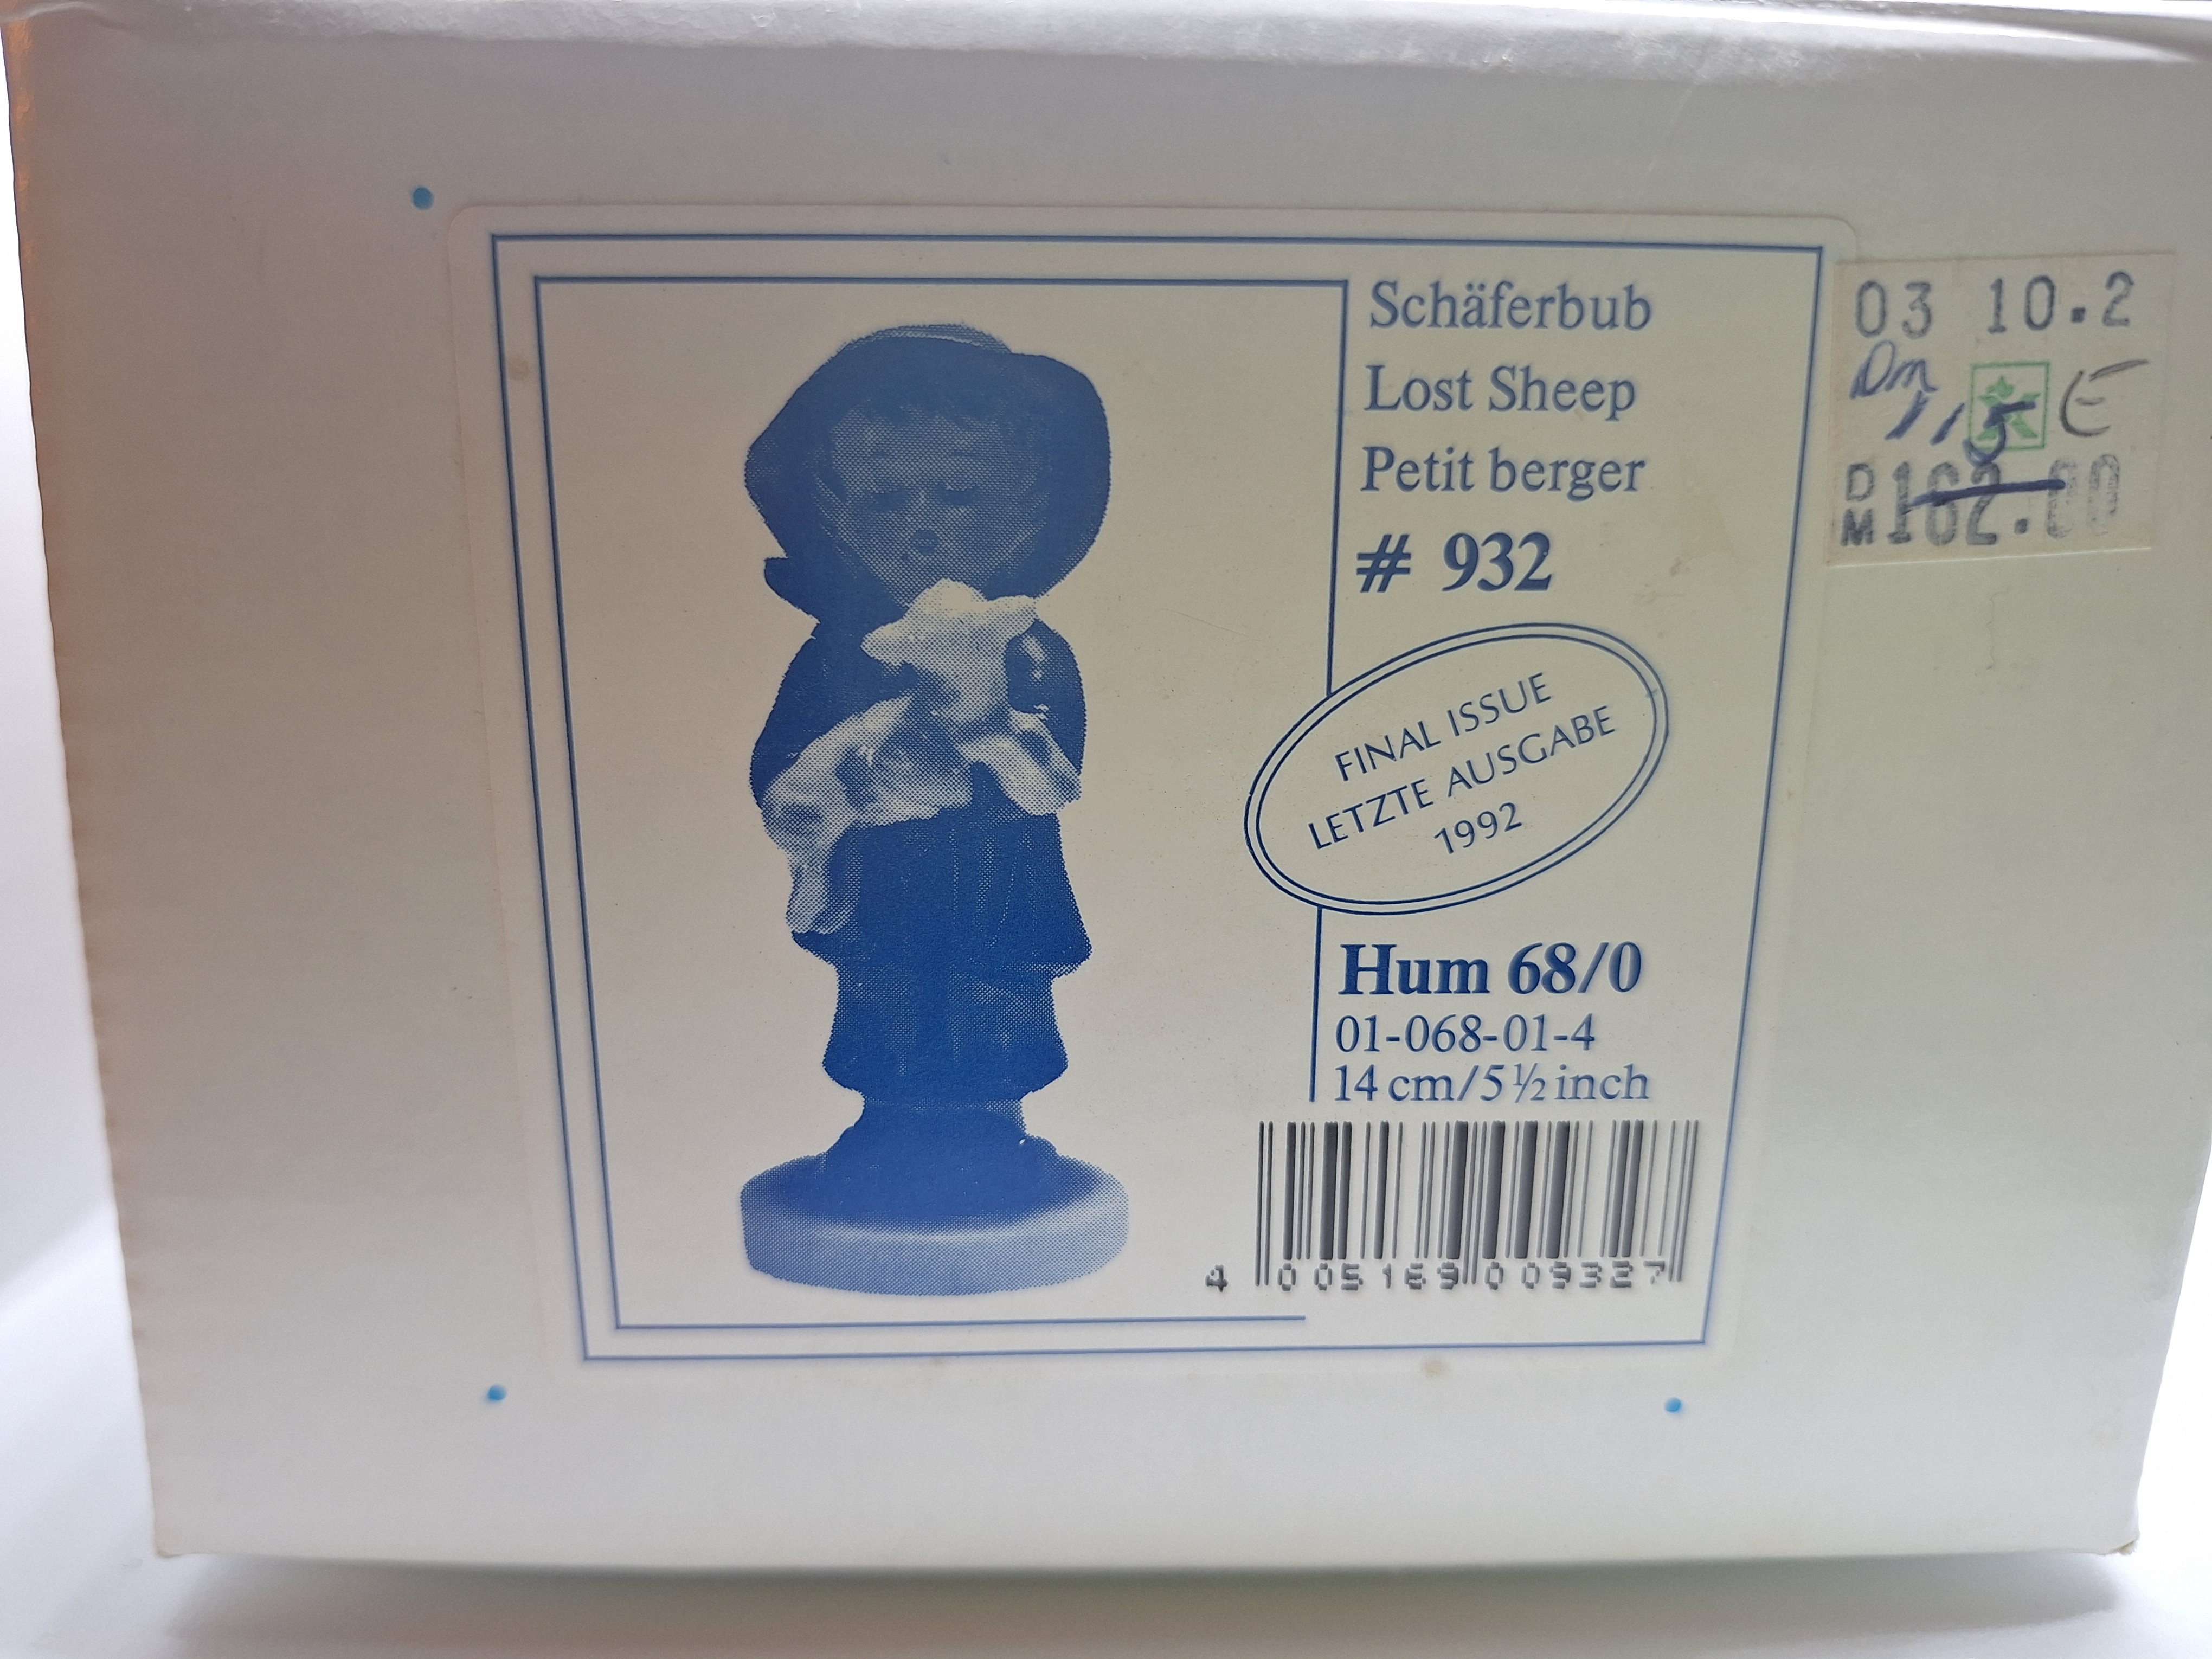 Schäferbub
Lost Sheep
Petit berger
# 932
FINAL ISSUE
LETZTE AUSGABE
1992
Hum 68/0
01-068-01-4
14 cm/5 ½ inch
4 005169 009327
03 10.2
Dm
E
DM162.00